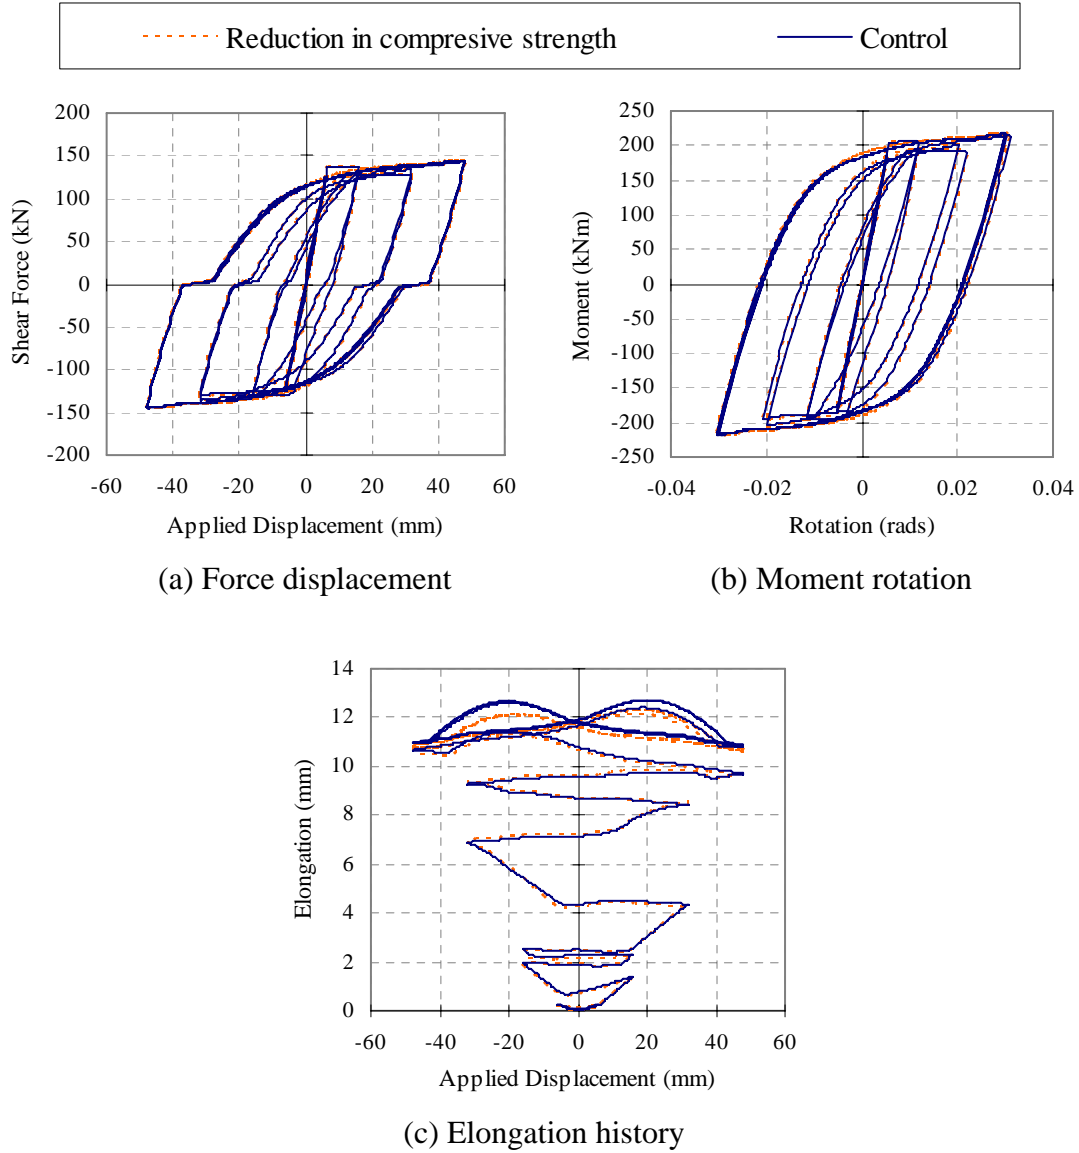 Reduction in compresive strength Control
200
150
100
50
0
-50
-100
-150
-200
-60 -40 -20 0 20 40 60
Shear Force (kN)
Applied Displacement (mm)
(a) Force displacement
250
200
150
100
50
0
-50
-100
-150
-200
-250
-0.04 -0.02 0 0.02 0.04
Moment (kNm)
Rotation (rads)
(b) Moment rotation
14
12
10
8
6
4
2
0
-60 -40 -20 0 20 40 60
Elongation (mm)
Applied Displacement (mm)
(c) Elongation history